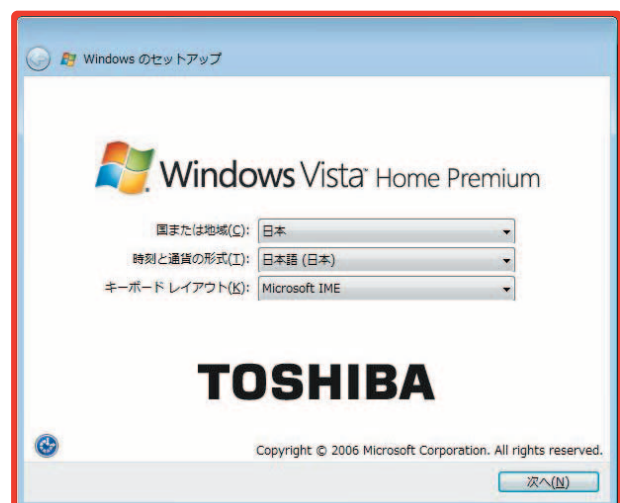 Windows のセットアップ
Windows Vista™ Home Premium
国または地域(C): 日本
時刻と通貨の形式(T): 日本語 (日本)
キーボード レイアウト(K): Microsoft IME
TOSHIBA
Copyright © 2006 Microsoft Corporation. All rights reserved.
次へ(N)